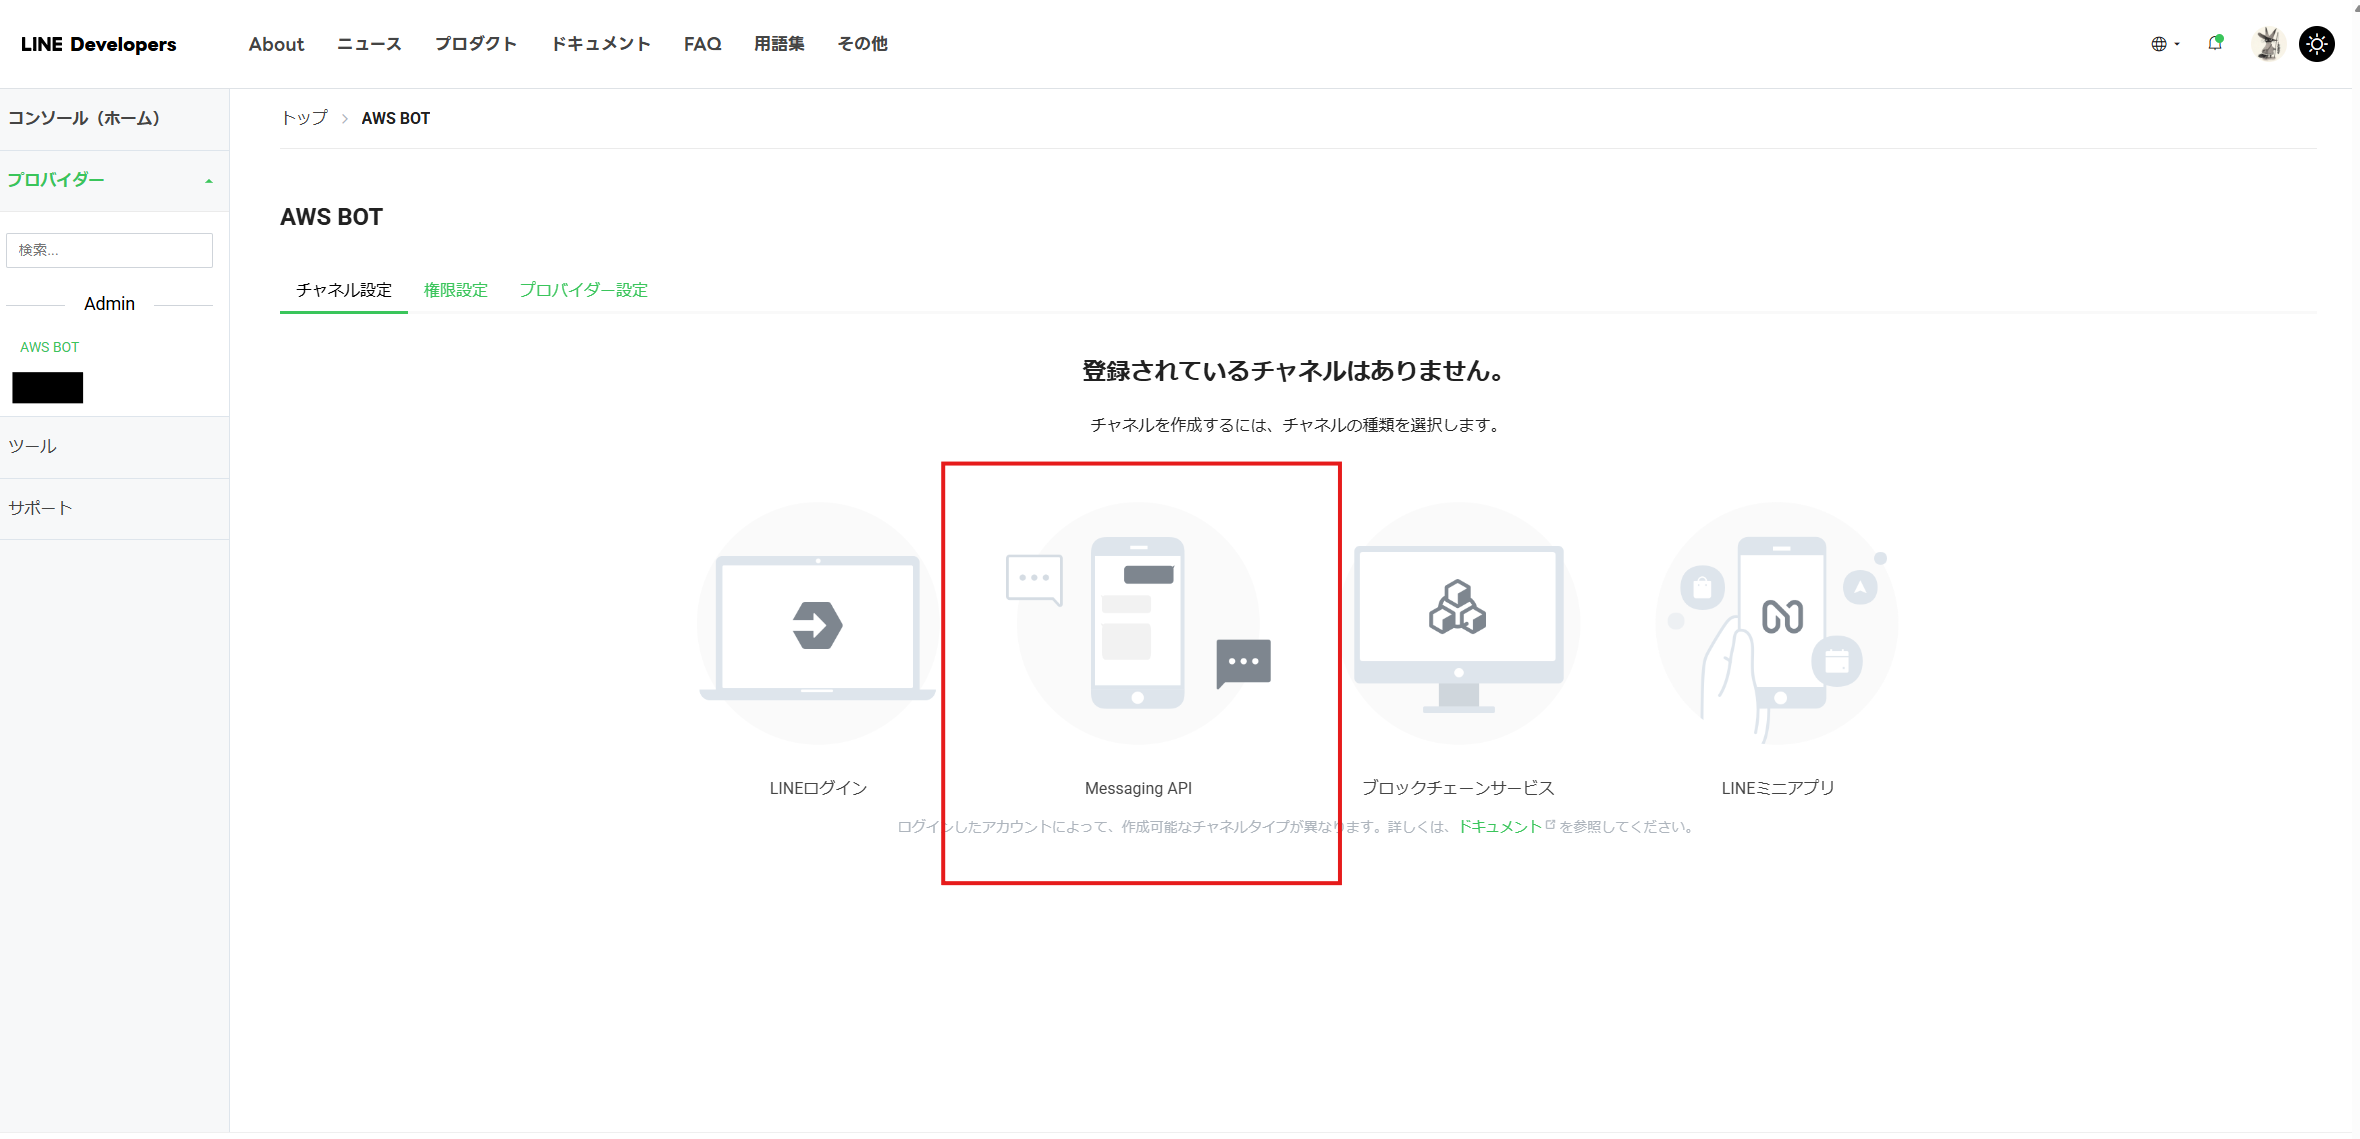 LINE Developers
About
ニュース
プロダクト
ドキュメント
FAQ
用語集
その他
コンソール（ホーム）
プロバイダー
検索...
Admin
AWS BOT
ツール
サポート
トップ
AWS BOT
AWS BOT
チャネル設定
権限設定
プロバイダー設定
登録されているチャネルはありません。
チャネルを作成するには、チャネルの種類を選択します。
LINEログイン
Messaging API
ブロックチェーンサービス
LINEミニアプリ
ログインしたアカウントによって、作成可能なチャネルタイプが異なります。詳しくは、ドキュメントを参照してください。